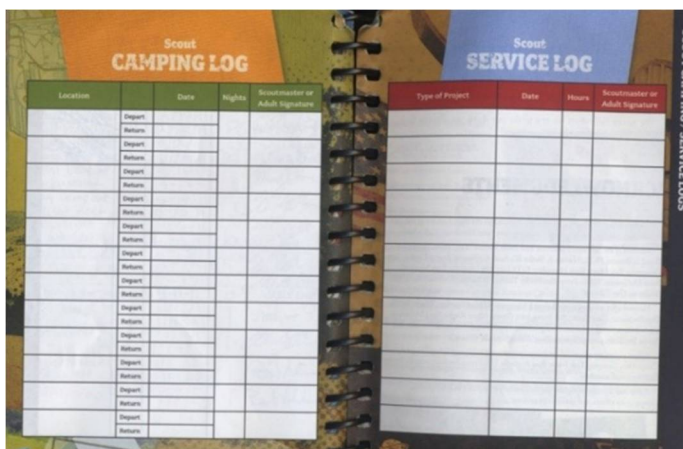 Scout
CAMPING LOG
Location Date Nights Scoutmaster or
Adult Signature
Depart
Return
Depart
Return
Depart
Return
Depart
Return
Depart
Return
Depart
Return
Depart
Return
Depart
Return
Depart
Return
Depart
Return
Depart
Return
Depart
Return
Scout
SERVICE LOG
Type of Project Date Hours Scoutmaster or
Adult Signature
SERVICE LOGS